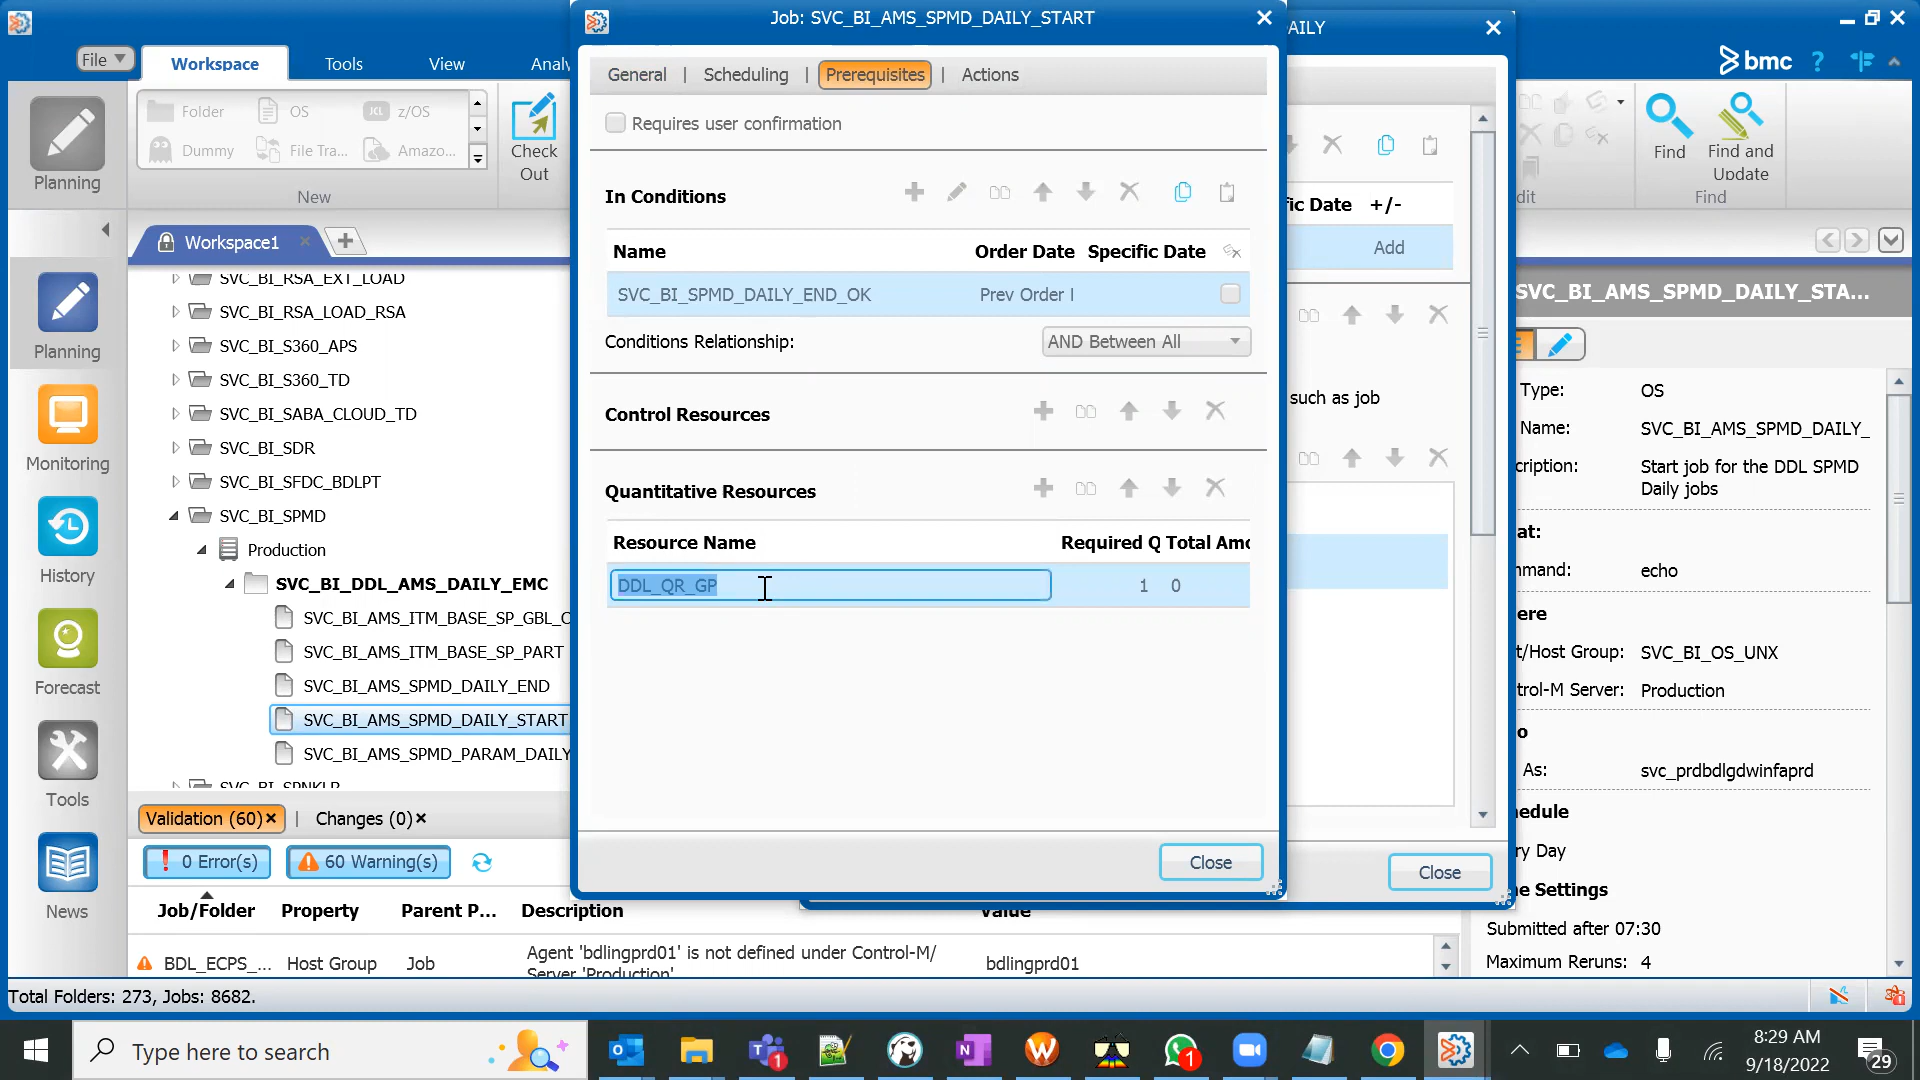 Job: SVC_BI_AMS_SPMD_DAILY_START
AILY
File
Workspace
Tools
View
Analy
bmc
General | Scheduling | Prerequisites | Actions
Planning
Folder
OS
z/OS
Dummy
File Tra...
Amazo...
New
Check
Out
Requires user confirmation
Find
Find and
Update
Find
dit
In Conditions
Name
Order Date
Specific Date
SVC_BI_SPMD_DAILY_END_OK
Prev Order I
Conditions Relationship:
AND Between All
fic Date
+/-
Add
Control Resources
such as job
Quantitative Resources
Resource Name
Required Q
Total Amo
DDL_QR_GP
1
0
Close
Close
Workspace1
SVC_BI_RSA_EXT_LOAD
SVC_BI_RSA_LOAD_RSA
SVC_BI_S360_APS
SVC_BI_S360_TD
SVC_BI_SABA_CLOUD_TD
SVC_BI_SDR
SVC_BI_SFDC_BDLPT
SVC_BI_SPMD
Production
SVC_BI_DDL_AMS_DAILY_EMC
SVC_BI_AMS_ITM_BASE_SP_GBL_C
SVC_BI_AMS_ITM_BASE_SP_PART
SVC_BI_AMS_SPMD_DAILY_END
SVC_BI_AMS_SPMD_DAILY_START
SVC_BI_AMS_SPMD_PARAM_DAILY
SVC_BI_SPNKLR
Planning
Monitoring
History
Forecast
Tools
News
SVC_BI_AMS_SPMD_DAILY_STA...
Type:
OS
Name:
SVC_BI_AMS_SPMD_DAILY_
cription:
Start job for the DDL SPMD
Daily jobs
at:
mmand:
echo
ere
t/Host Group:
SVC_BI_OS_UNX
trol-M Server:
Production
o
As:
svc_prdbdlgdwinfaprd
edule
ry Day
e Settings
Submitted after 07:30
Maximum Reruns: 4
Validation (60)
Changes (0)
0 Error(s)
60 Warning(s)
Job/Folder
Property
Parent P...
Description
Value
BDL_ECPS_...
Host Group
Job
Agent 'bdlingprd01' is not defined under Control-M/
Server 'Production'
bdlingprd01
Total Folders: 273, Jobs: 8682.
Type here to search
1
1
8:29 AM
9/18/2022
29